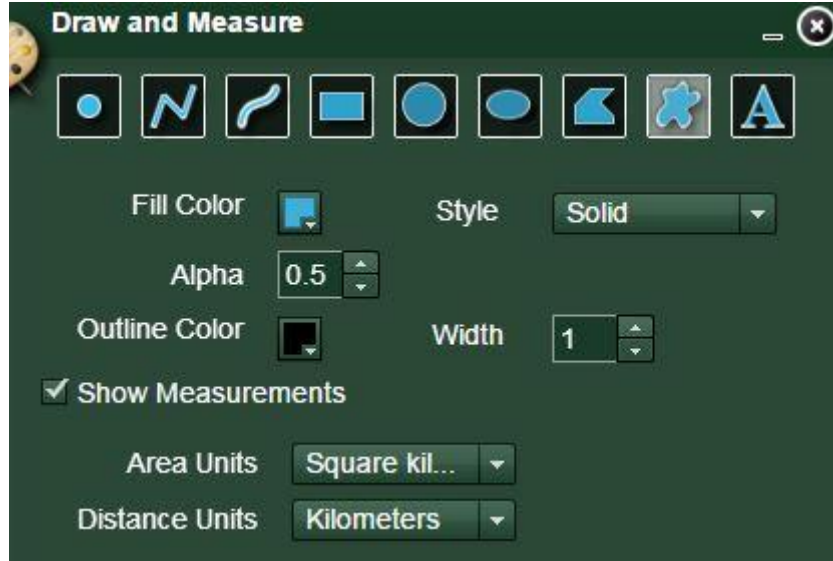 Draw and Measure
A
Fill Color Style Solid
Alpha 0.5
Outline Color Width 1
Show Measurements
Area Units Square kil...
Distance Units Kilometers